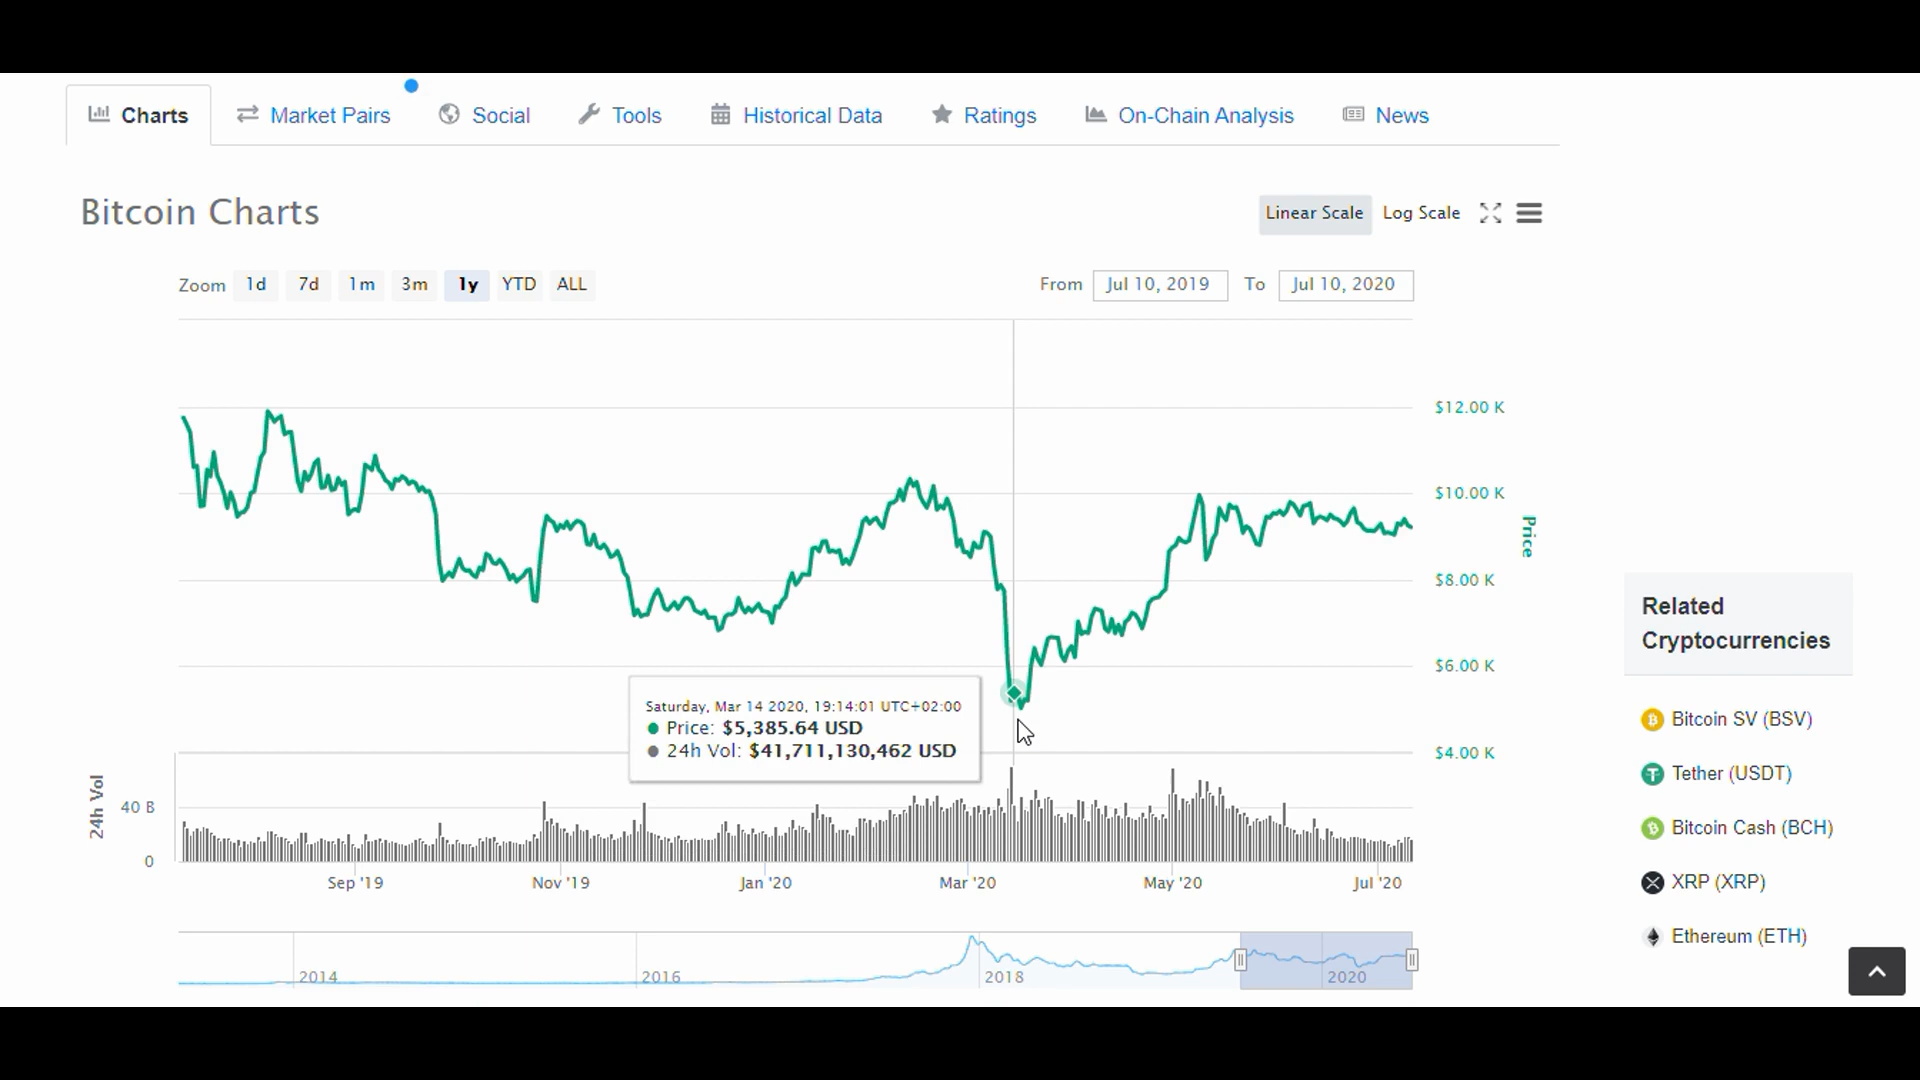 Charts
Market Pairs
Social
Tools
Historical Data
Ratings
On-Chain Analysis
News
Bitcoin Charts
Linear Scale
Log Scale
Zoom
1d
7d
1m
3m
1y
YTD
ALL
From
Jul 10, 2019
To
Jul 10, 2020
$12.00 K
$10.00 K
$8.00 K
$6.00 K
$4.00 K
Price
Saturday, Mar 14 2020, 19:14:01 UTC+02:00
Price: $5,385.64 USD
24h Vol: $41,711,130,462 USD
24h Vol
40 B
0
Sep '19
Nov '19
Jan '20
Mar '20
May '20
Jul '20
2014
2016
2018
2020
Related
Cryptocurrencies
Bitcoin SV (BSV)
Tether (USDT)
Bitcoin Cash (BCH)
XRP (XRP)
Ethereum (ETH)